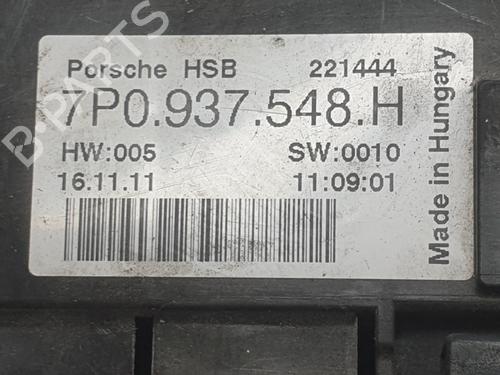 B-PARTS
Porsche HSB 221444
7P0.937.548.H
HW:005 SW:0010
16.11.11 11:09:01
Made in Hungary